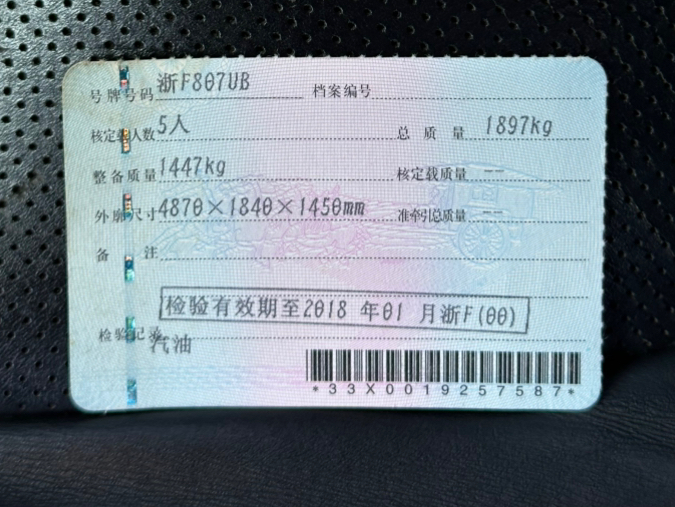 号牌号码 浙F807UB 档案编号
核定载人数 5人 总质量 1897kg
整备质量 1447kg 核定载质量 --
外廓尺寸 4870×1840×1450mm 准牵引总质量 --
备注
检验有效期至2018 年01 月浙F(00)
检验记录
汽油
*33X0019257587*